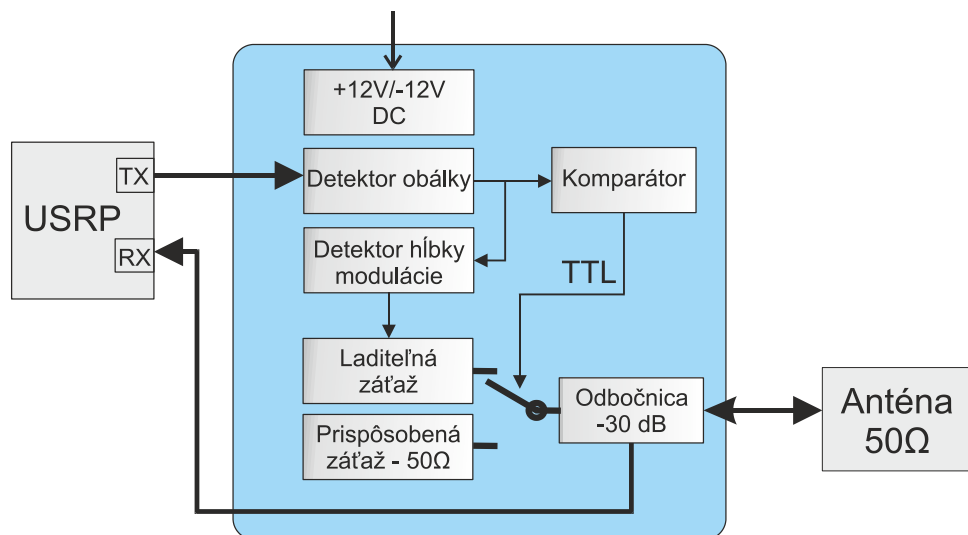 +12V/-12V
DC
TX
USRP
RX
Detektor obálky
Komparátor
Detektor hĺbky
modulácie
TTL
Laditeľná
záťaž
Odbočnica
-30 dB
Anténa
50Ω
Prispôsobená
záťaž - 50Ω